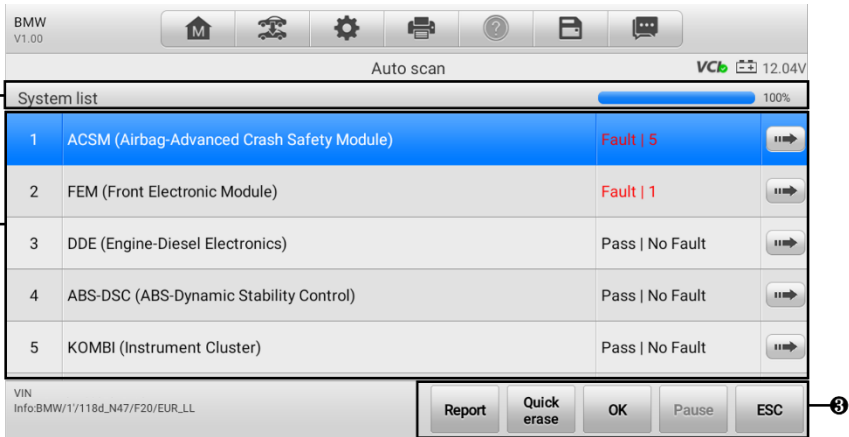 BMW
V1.00
M
?
Auto scan
VCI 12.04V
System list
100%
1 ACSM (Airbag-Advanced Crash Safety Module) Fault | 5
2 FEM (Front Electronic Module) Fault | 1
3 DDE (Engine-Diesel Electronics) Pass | No Fault
4 ABS-DSC (ABS-Dynamic Stability Control) Pass | No Fault
5 KOMBI (Instrument Cluster) Pass | No Fault
VIN
Info:BMW/1'/118d_N47/F20/EUR_LL
Report
Quick
erase
OK
Pause
ESC
❸